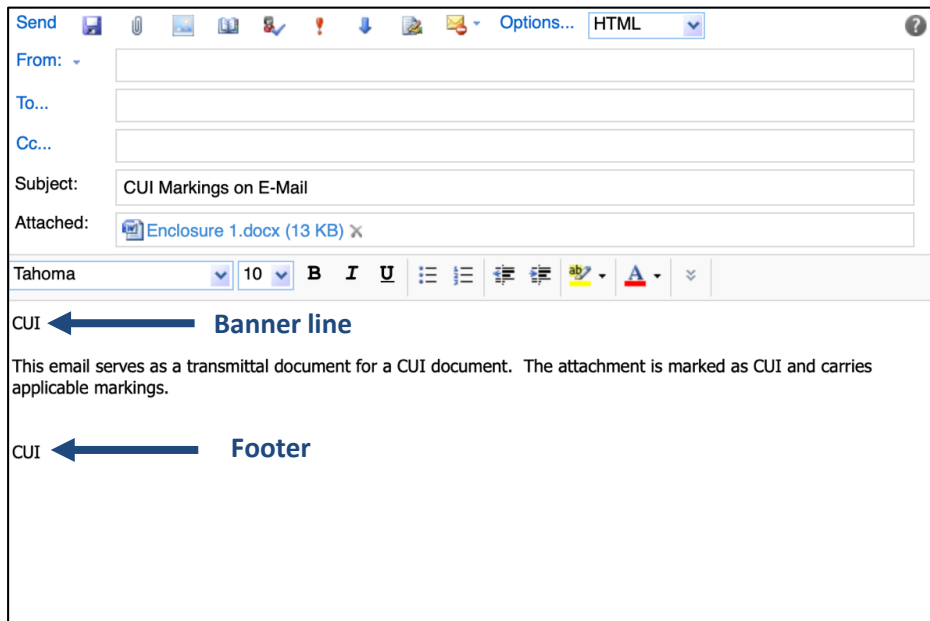 Send Options... HTML
From:
To...
Cc...
Subject: CUI Markings on E-Mail
Attached: Enclosure 1.docx (13 KB)
Tahoma 10 B I U ab A
CUI Banner line
This email serves as a transmittal document for a CUI document. The attachment is marked as CUI and carries
applicable markings.
CUI Footer